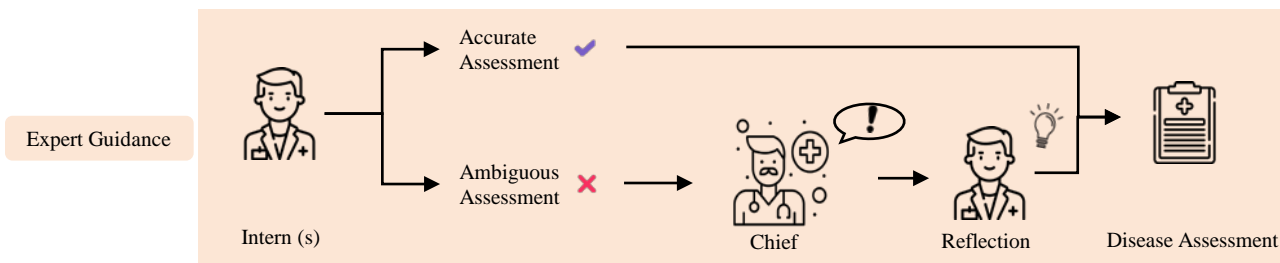 Expert Guidance
Accurate
Assessment
Ambiguous
Assessment
!
Intern (s)
Chief
Reflection
Disease Assessment